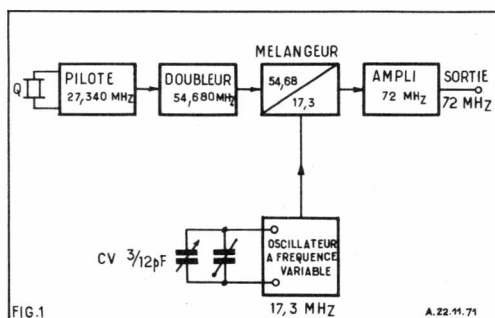 MELANGEUR
Q
PILOTE
27,340 MHz
DOUBLEUR
54,680 MHz
54,68
17,3
AMPLI
72 MHz
SORTIE
72 MHz
CV 3/12pF
OSCILLATEUR
A FREQUENCE
VARIABLE
17,3 MHz
FIG.1
A.22.11.71